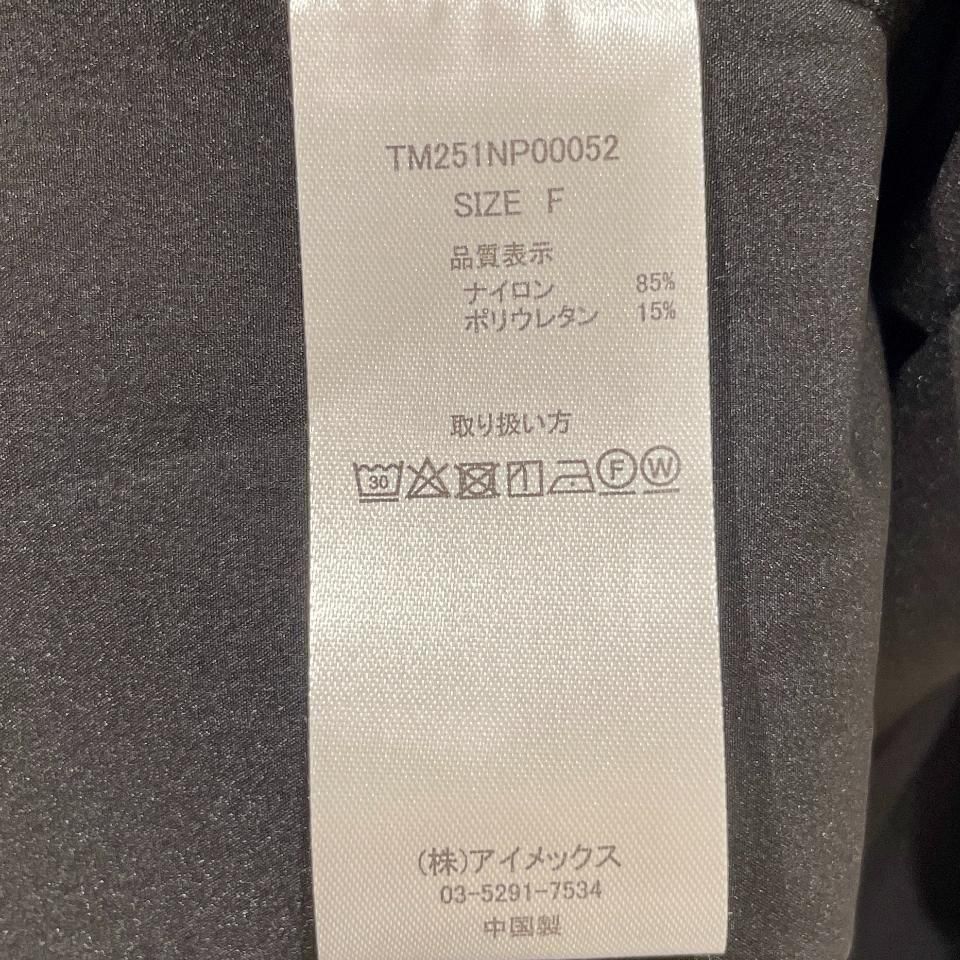 TM251NP00052
SIZE F
品質表示
ナイロン 85%
ポリウレタン 15%
取り扱い方
30 F W
(株)アイメックス
03-5291-7534
中国製